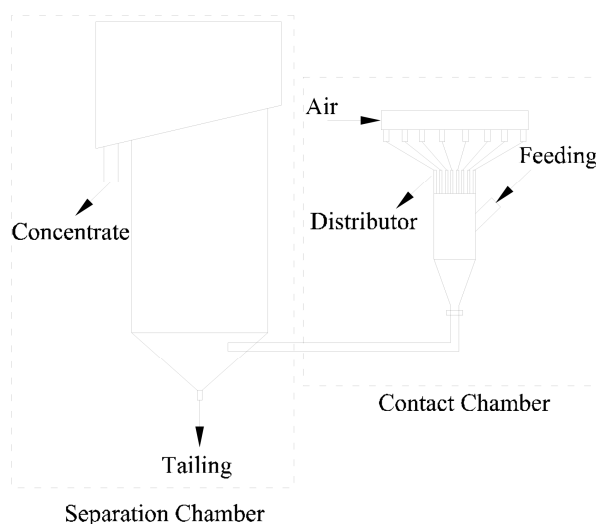 Air
Feeding
Distributor
Concentrate
Contact Chamber
Tailing
Separation Chamber